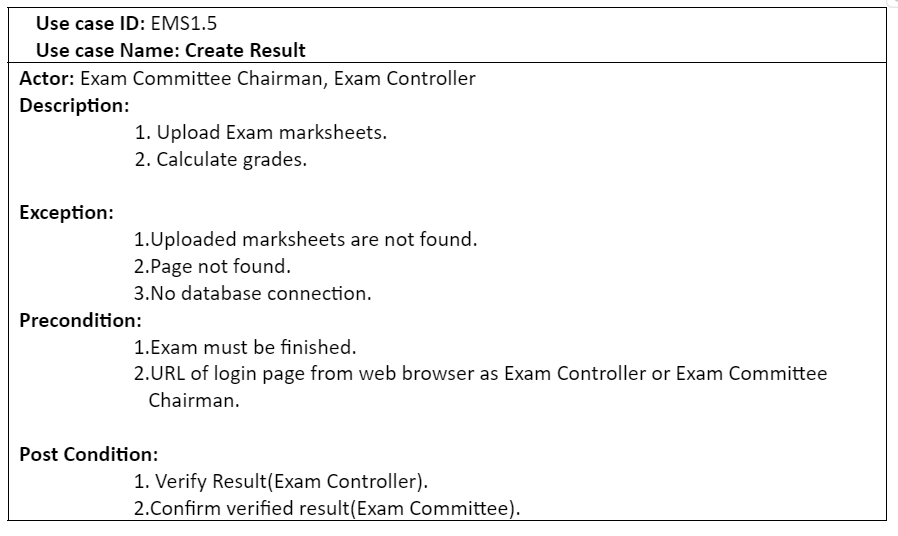 Use case ID: EMS1.5
Use case Name: Create Result
Actor: Exam Committee Chairman, Exam Controller
Description:
1. Upload Exam marksheets.
2. Calculate grades.
Exception:
1.Uploaded marksheets are not found.
2.Page not found.
3.No database connection.
Precondition:
1.Exam must be finished.
2.URL of login page from web browser as Exam Controller or Exam Committee
Chairman.
Post Condition:
1. Verify Result(Exam Controller).
2.Confirm verified result(Exam Committee).